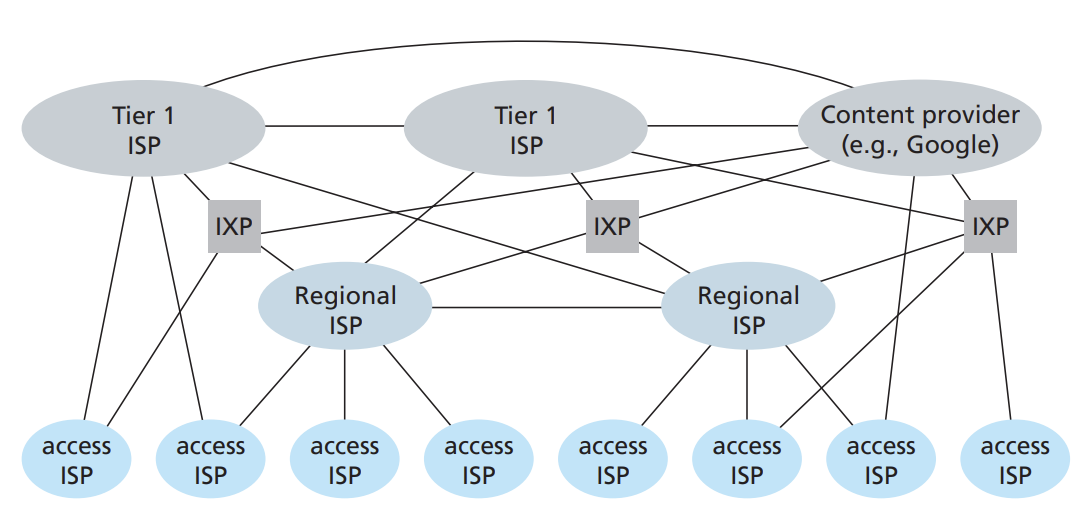 Tier 1
ISP
Tier 1
ISP
Content provider
(e.g., Google)
IXP
IXP
IXP
Regional
ISP
Regional
ISP
access
ISP
access
ISP
access
ISP
access
ISP
access
ISP
access
ISP
access
ISP
access
ISP